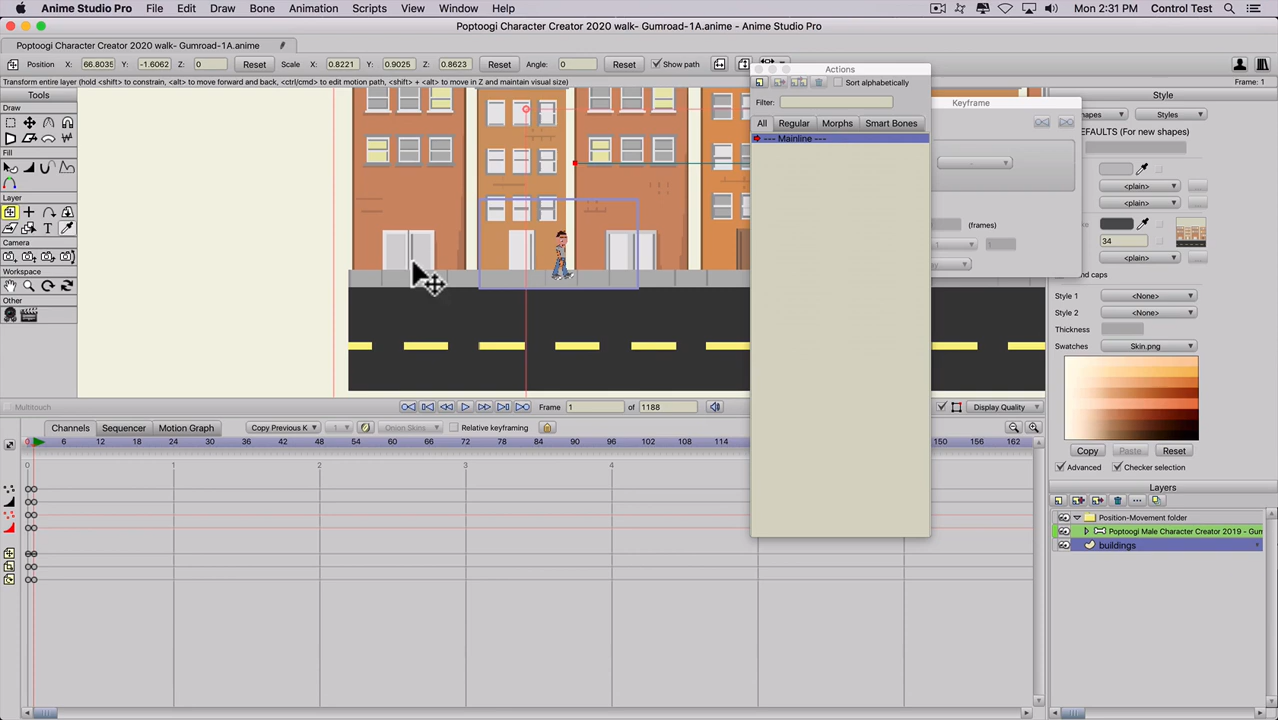 Anime Studio Pro File Edit Draw Bone Animation Scripts View Window Help Mon 2:31 PM Control Test
Poptoogi Character Creator 2020 walk- Gumroad-1A.anime
Poptoogi Character Creator 2020 walk- Gumroad-1A.anime
Position X: 66.8035 Y: -1.6062 Z: 0 Reset Scale X: 0.8221 Y: 0.9025 Z: 0.8623 Reset Angle: 0 Reset Show path
Transform entire layer (hold <shift> to constrain, <alt> to move forward and back, <ctrl/cmd> to edit motion path, <shift> + <alt> to move in Z and maintain visual size) Frame: 1
Tools
Draw
Fill
Layer
Camera
Workspace
Other
Actions
Sort alphabetically
Filter:
All Regular Morphs Smart Bones
--- Mainline ---
Keyframe
(frames)
1
Style
Styles
DEFAULTS (For new shapes)
<plain>
<plain>
34
<plain>
Style 1 <None>
Style 2 <None>
Thickness
Swatches Skin.png
Copy Paste Reset
Advanced Checker selection
Multitouch
Frame 1 of 1188
Display Quality
Channels Sequencer Motion Graph Copy Previous K 1 Onion Skins Relative keyframing
0 6 12 18 24 30 36 42 48 54 60 66 72 78 84 90 96 102 108 114 150 156 162
0 1 2 3 4
Layers
Position-Movement folder
Poptoogi Male Character Creator 2019 - Gum
buildings